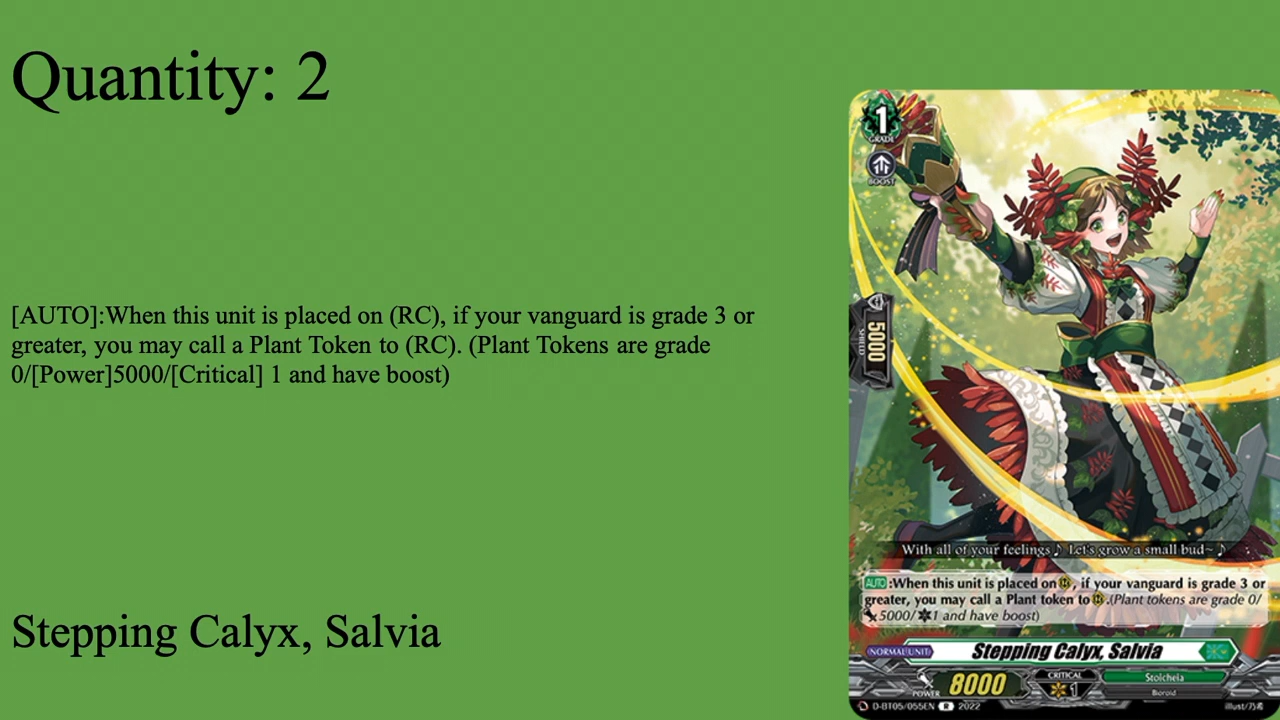 Quantity: 2
[AUTO]:When this unit is placed on (RC), if your vanguard is grade 3 or
greater, you may call a Plant Token to (RC). (Plant Tokens are grade
0/[Power]5000/[Critical] 1 and have boost)
Stepping Calyx, Salvia
1
GRADE
BOOST
5000
SHIELD
With all of your feelings♪ Let's grow a small bud~♪
AUTO:When this unit is placed on , if your vanguard is grade 3 or
greater, you may call a Plant token to .(Plant tokens are grade 0/
5000/ 1 and have boost)
NORMAL UNIT
Stepping Calyx, Salvia
POWER
8000
CRITICAL
1
Stoicheia
Bioroid
D-BT05/055EN R 2022
illust/乃希